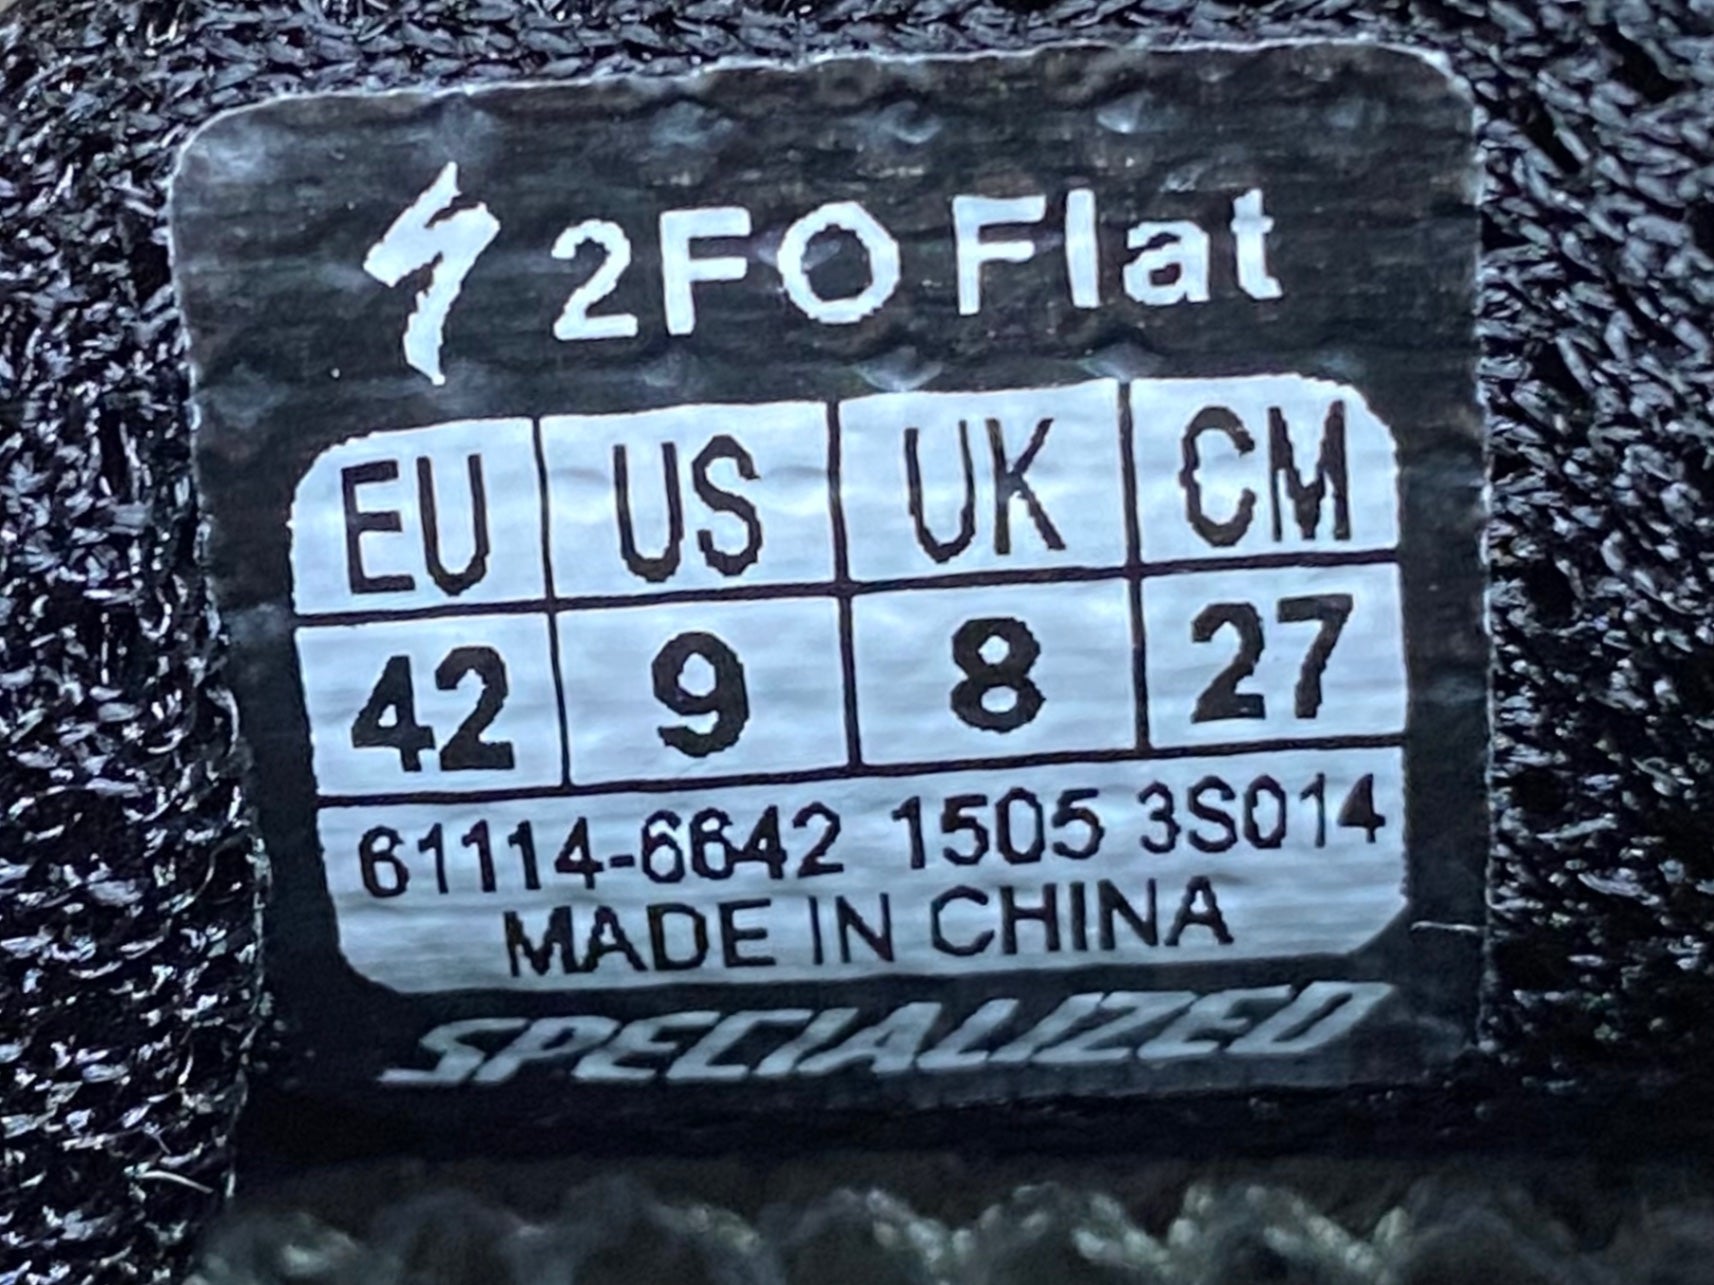 2FO Flat
EU US UK CM
42 9 8 27
61114-6642 1505 3S014
MADE IN CHINA
SPECIALIZED